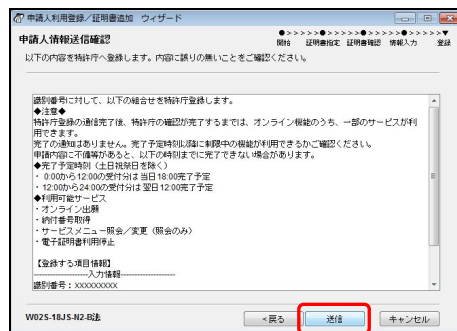 申請人利用登録／証明書追加 ウィザード
申請人情報送信確認
●>>>>>●>>>>>●>>>>>●>>>>>▼
開始 証明書指定 証明書確認 情報入力 登録
以下の内容を特許庁へ登録します。内容に誤りの無いことをご確認ください。
識別番号に対して、以下の組合せを特許庁登録します。
◆注意◆
特許庁登録の通信完了後、特許庁の確認が完了するまでは、オンライン機能のうち、一部のサービスが利
用できます。
完了の通知はありません。完了予定時刻以降に制限中の機能が利用できるかご確認ください。
申請内容に不備等があると、以下の時刻までに完了できない場合があります。
◆完了予定時刻（土日祝祭日を除く）
・0:00から12:00の受付分は当日18:00完了予定
・12:00から24:00の受付分は翌日12:00完了予定
◆利用可能サービス
・オンライン出願
・納付番号取得
・サービスメニュー照会／変更（照会のみ）
・電子証明書利用停止
【登録する項目情報】
--------------------入力情報--------------------
識別番号：XXXXXXXXX
W02S-18JS-N2-B法
<戻る 送信 キャンセル